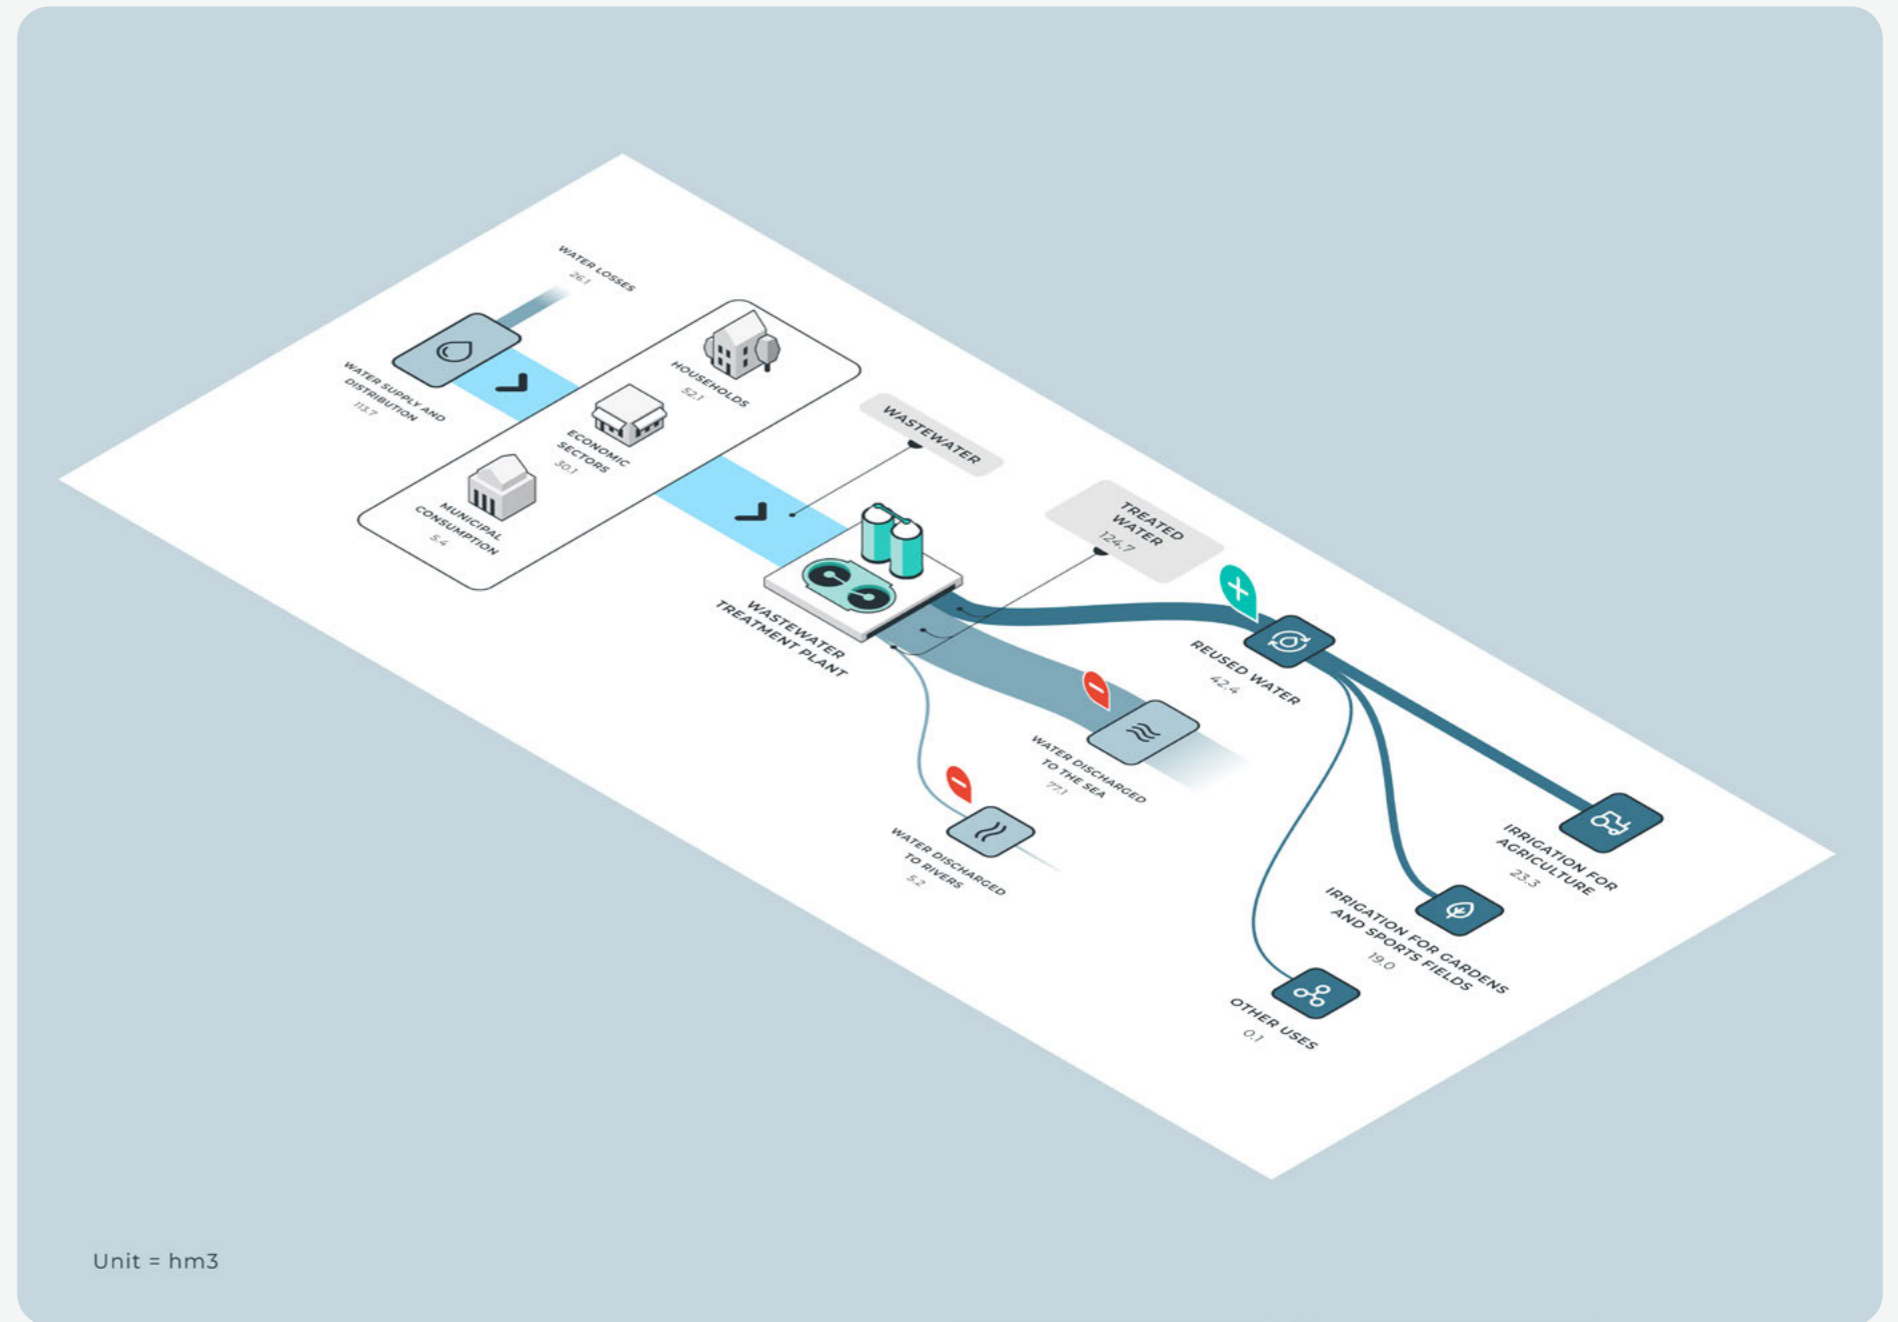 WATER LOSSES
26.1
WATER SUPPLY AND
DISTRIBUTION
113.7
HOUSEHOLDS
52.1
ECONOMIC
SECTORS
30.1
MUNICIPAL
CONSUMPTION
5.4
WASTEWATER
TREATED
WATER
124.7
WASTEWATER
TREATMENT PLANT
REUSED WATER
42.4
WATER DISCHARGED
TO THE SEA
77.1
WATER DISCHARGED
TO RIVERS
5.2
IRRIGATION FOR
AGRICULTURE
23.3
IRRIGATION FOR GARDENS
AND SPORTS FIELDS
19.0
OTHER USES
0.1
Unit = hm3